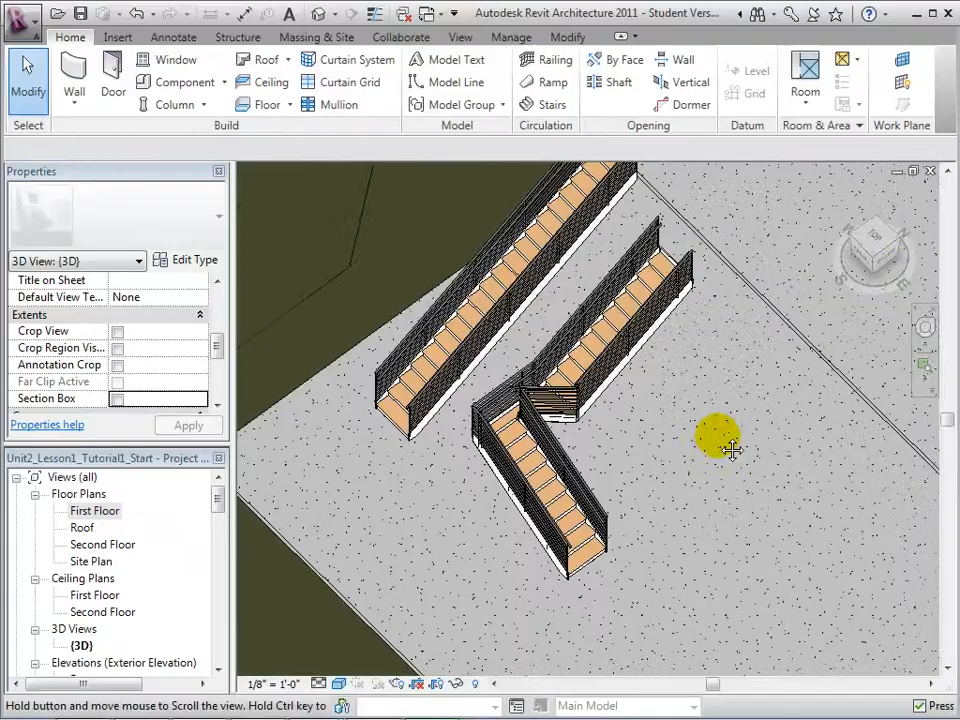 Autodesk Revit Architecture 2011 - Student Vers...
Home Insert Annotate Structure Massing & Site Collaborate View Manage Modify
Modify Wall Door Window Roof Curtain System Model Text Railing By Face Wall Level Room
Component Ceiling Curtain Grid Model Line Ramp Shaft Vertical Grid
Column Floor Mullion Model Group Stairs Dormer
Select Build Model Circulation Opening Datum Room & Area Work Plane
Properties
3D View: {3D} Edit Type
Title on Sheet
Default View Te... None
Extents
Crop View
Crop Region Vis...
Annotation Crop
Far Clip Active
Section Box
Properties help Apply
Unit2_Lesson1_Tutorial1_Start - Project ...
Views (all)
Floor Plans
First Floor
Roof
Second Floor
Site Plan
Ceiling Plans
First Floor
Second Floor
3D Views
{3D}
Elevations (Exterior Elevation)
TOP
1/8" = 1'-0"
Hold button and move mouse to Scroll the view. Hold Ctrl key to
Main Model
Press